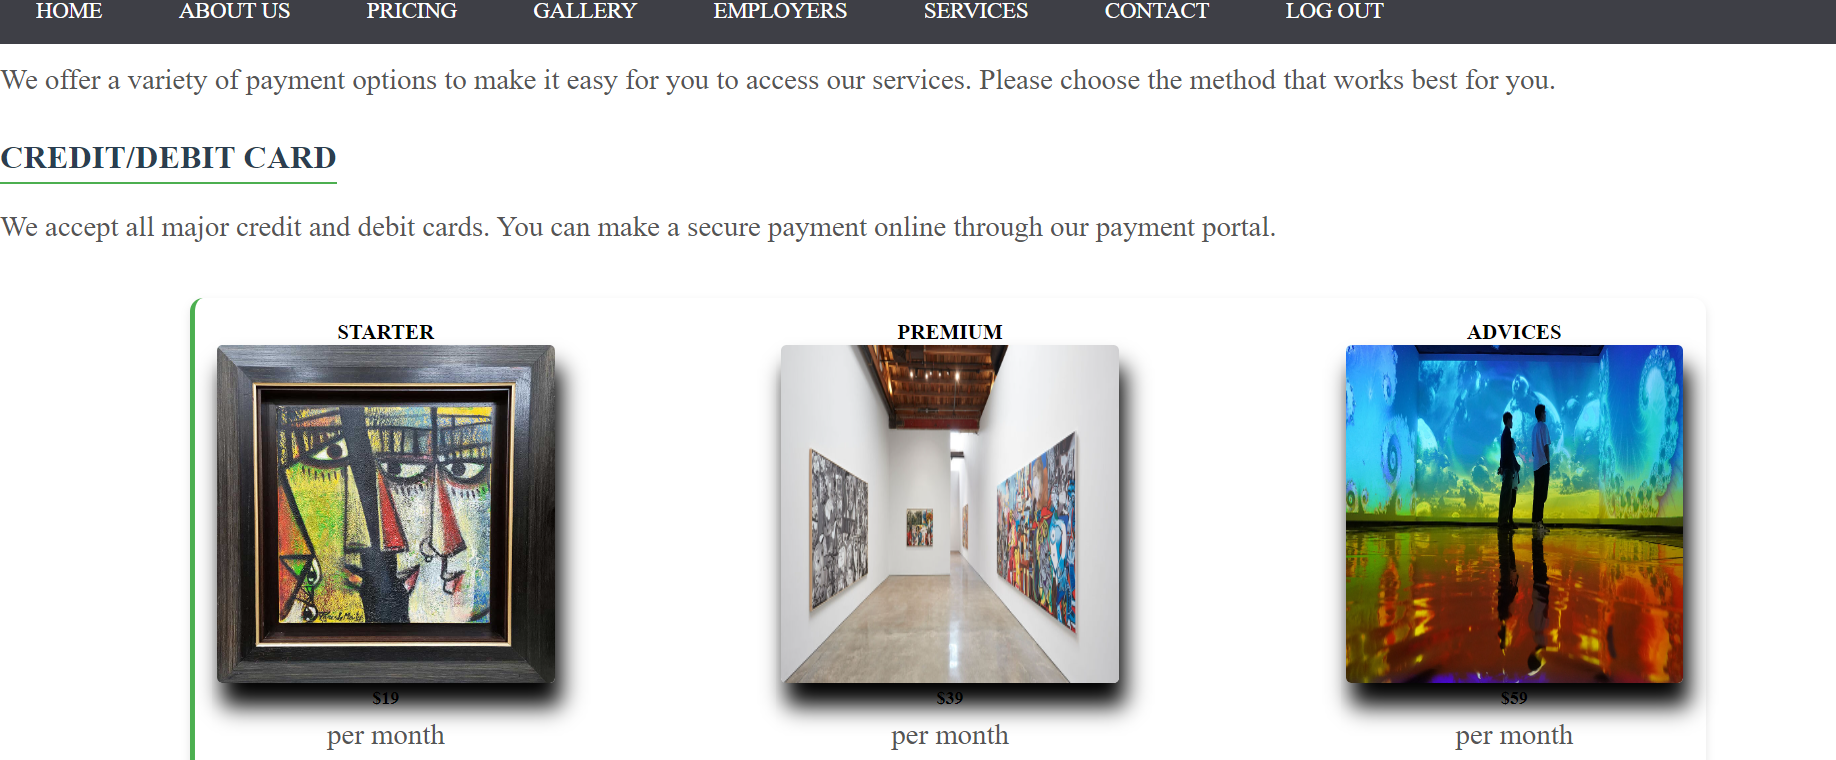 HOME ABOUT US PRICING GALLERY EMPLOYERS SERVICES CONTACT LOG OUT
We offer a variety of payment options to make it easy for you to access our services. Please choose the method that works best for you.
CREDIT/DEBIT CARD
We accept all major credit and debit cards. You can make a secure payment online through our payment portal.
STARTER PREMIUM ADVICES
$19 $39 $59
per month per month per month